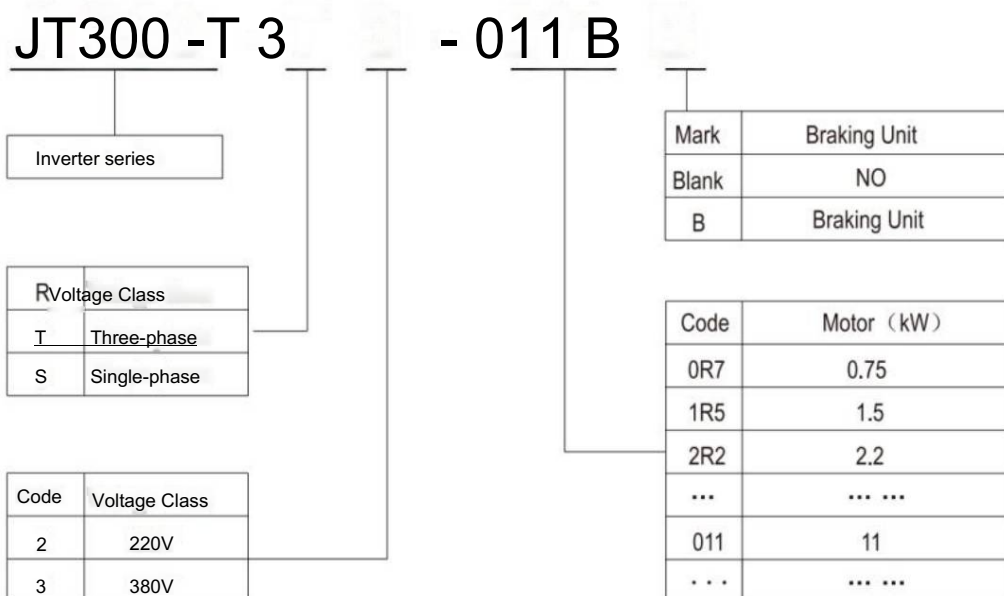 JT300 -T 3 - 011 B
Inverter series
Mark Braking Unit
Blank NO
B Braking Unit
R Voltage Class
T Three-phase
S Single-phase
Code Motor（kW）
0R7 0.75
1R5 1.5
2R2 2.2
... ... ...
011 11
... ... ...
Code Voltage Class
2 220V
3 380V